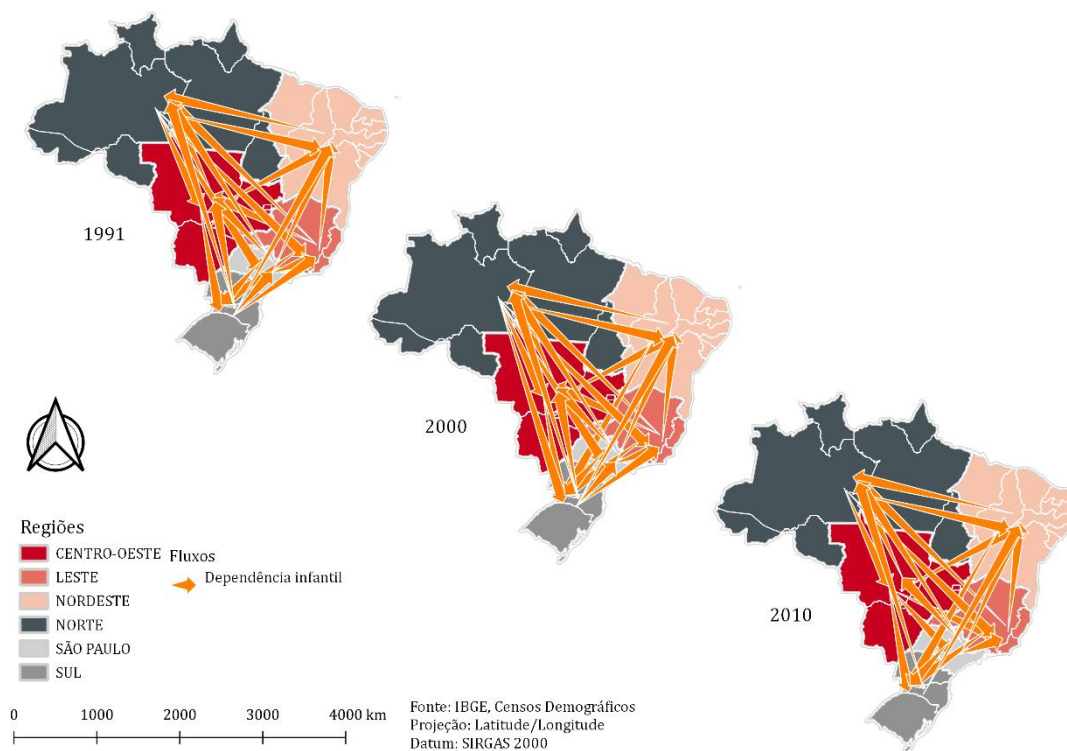 1991
2000
2010
Regiões
CENTRO-OESTE
LESTE
NORDESTE
NORTE
SÃO PAULO
SUL
Fluxos
Dependência infantil
0 1000 2000 3000 4000 km
Fonte: IBGE, Censos Demográficos
Projeção: Latitude/Longitude
Datum: SIRGAS 2000